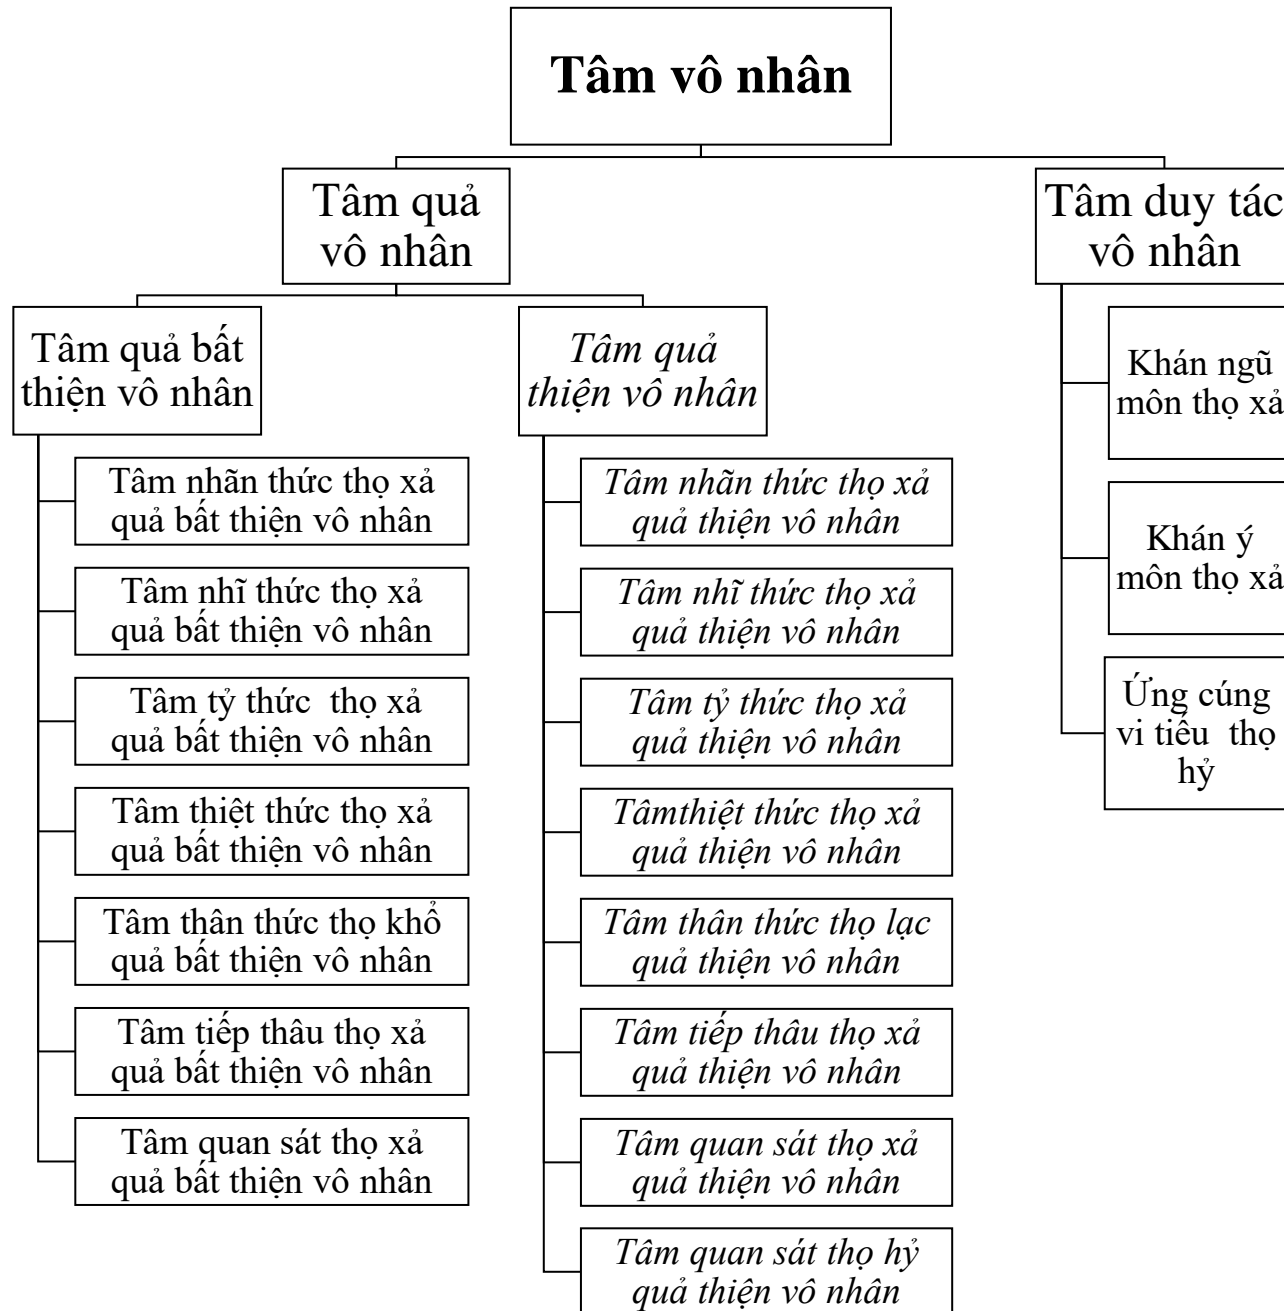 Tâm vô nhân
Tâm quả
vô nhân
Tâm duy tác
vô nhân
Tâm quả bất
thiện vô nhân
Tâm quả
thiện vô nhân
Tâm nhãn thức thọ xả
quả bất thiện vô nhân
Tâm nhĩ thức thọ xả
quả bất thiện vô nhân
Tâm tỷ thức thọ xả
quả bất thiện vô nhân
Tâm thiệt thức thọ xả
quả bất thiện vô nhân
Tâm thân thức thọ khổ
quả bất thiện vô nhân
Tâm tiếp thâu thọ xả
quả bất thiện vô nhân
Tâm quan sát thọ xả
quả bất thiện vô nhân
Tâm nhãn thức thọ xả
quả thiện vô nhân
Tâm nhĩ thức thọ xả
quả thiện vô nhân
Tâm tỷ thức thọ xả
quả thiện vô nhân
Tâmthiệt thức thọ xả
quả thiện vô nhân
Tâm thân thức thọ lạc
quả thiện vô nhân
Tâm tiếp thâu thọ xả
quả thiện vô nhân
Tâm quan sát thọ xả
quả thiện vô nhân
Tâm quan sát thọ hỷ
quả thiện vô nhân
Khán ngũ
môn thọ xả
Khán ý
môn thọ xả
Ứng cúng
vi tiếu thọ
hỷ